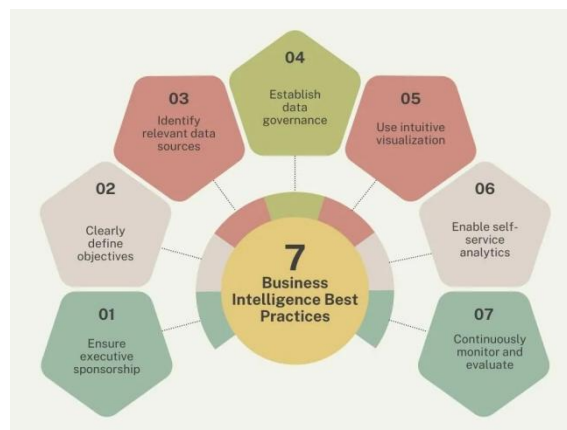 04
Establish
data
governance
03
Identify
relevant data
sources
05
Use intuitive
visualization
02
Clearly
define
objectives
06
Enable self-
service
analytics
7
Business
Intelligence Best
Practices
01
Ensure
executive
sponsorship
07
Continuously
monitor and
evaluate